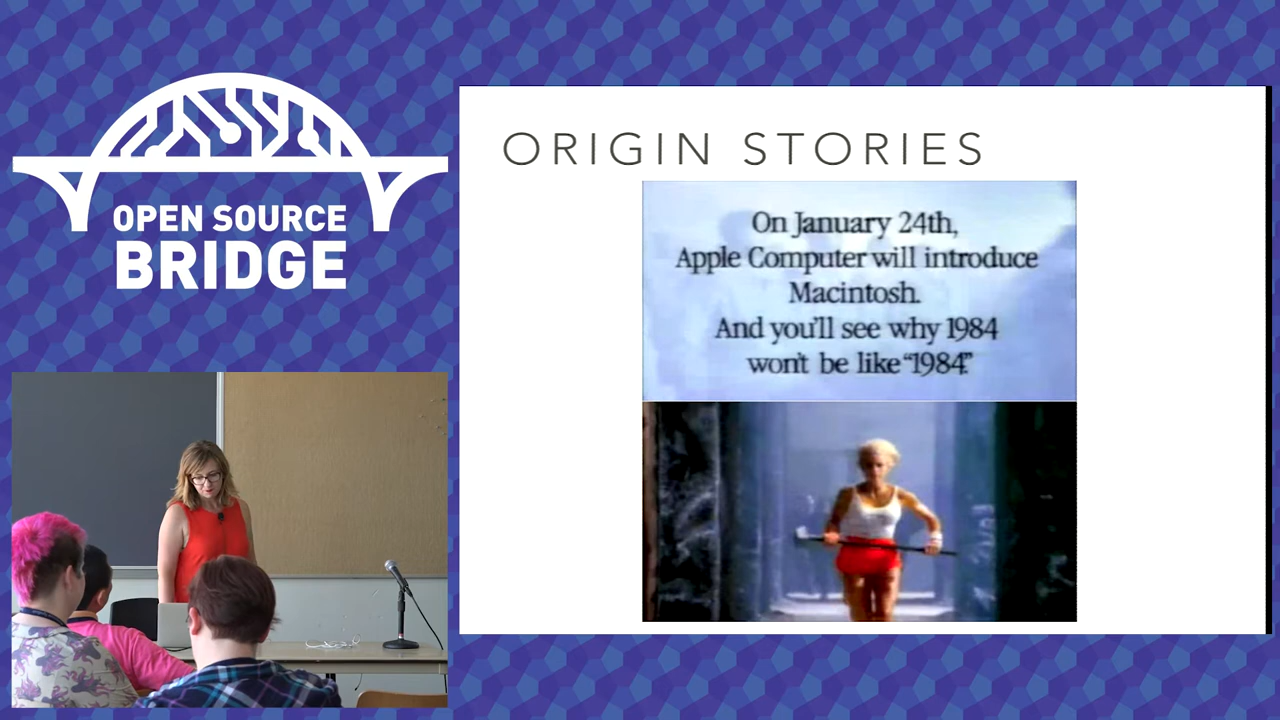 OPEN SOURCE
BRIDGE
ORIGIN STORIES
On January 24th,
Apple Computer will introduce
Macintosh.
And you'll see why 1984
won't be like “1984.”